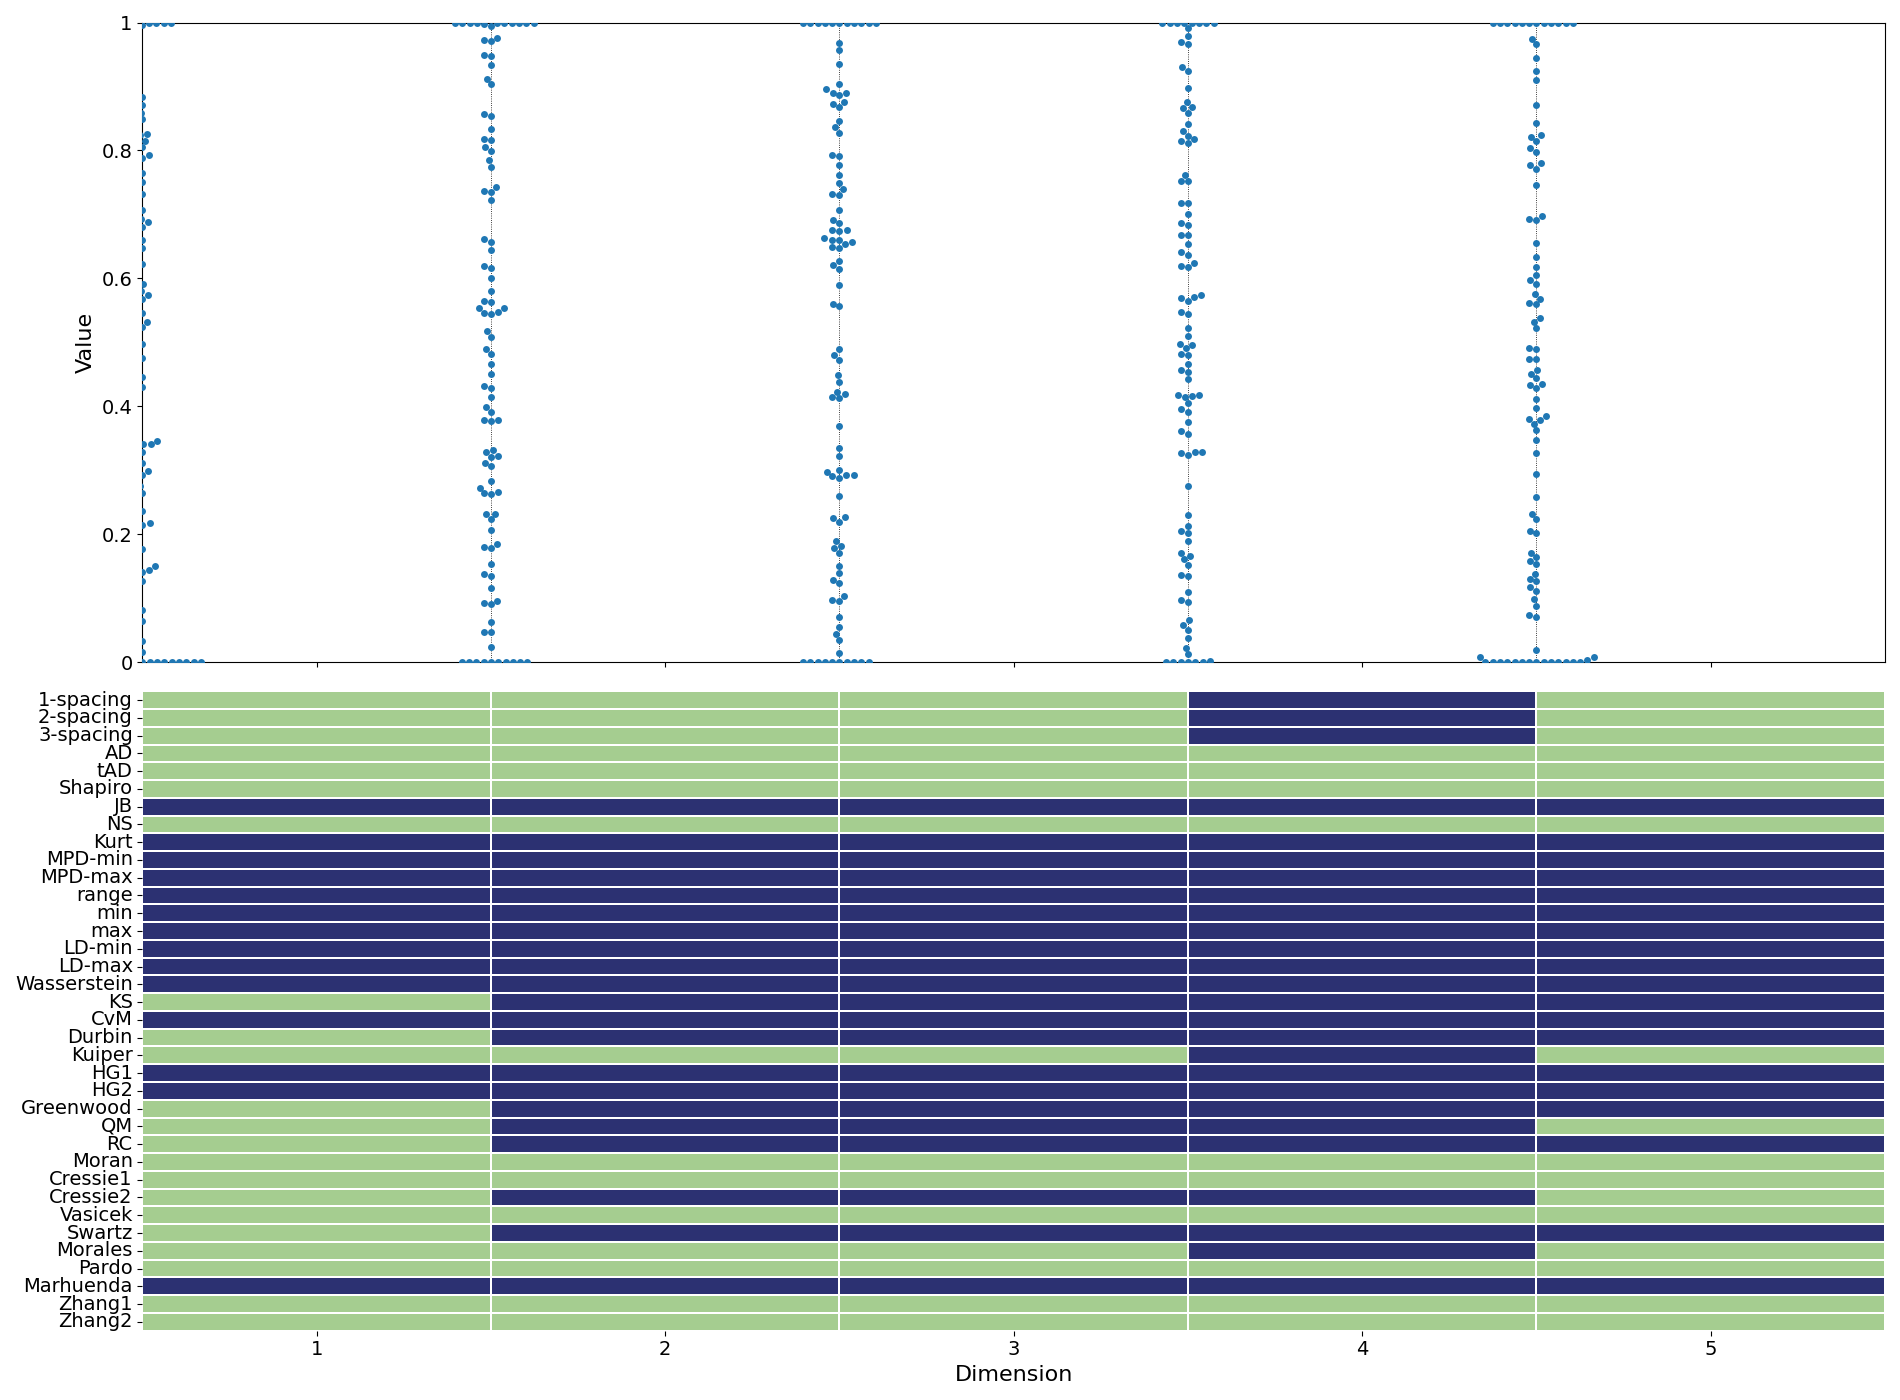 1
0.8
0.6
0.4
0.2
0
Value
1-spacing
2-spacing
3-spacing
AD
tAD
Shapiro
JB
NS
Kurt
MPD-min
MPD-max
range
min
max
LD-min
LD-max
Wasserstein
KS
CvM
Durbin
Kuiper
HG1
HG2
Greenwood
QM
RC
Moran
Cressie1
Cressie2
Vasicek
Swartz
Morales
Pardo
Marhuenda
Zhang1
Zhang2
1 2 3 4 5
Dimension